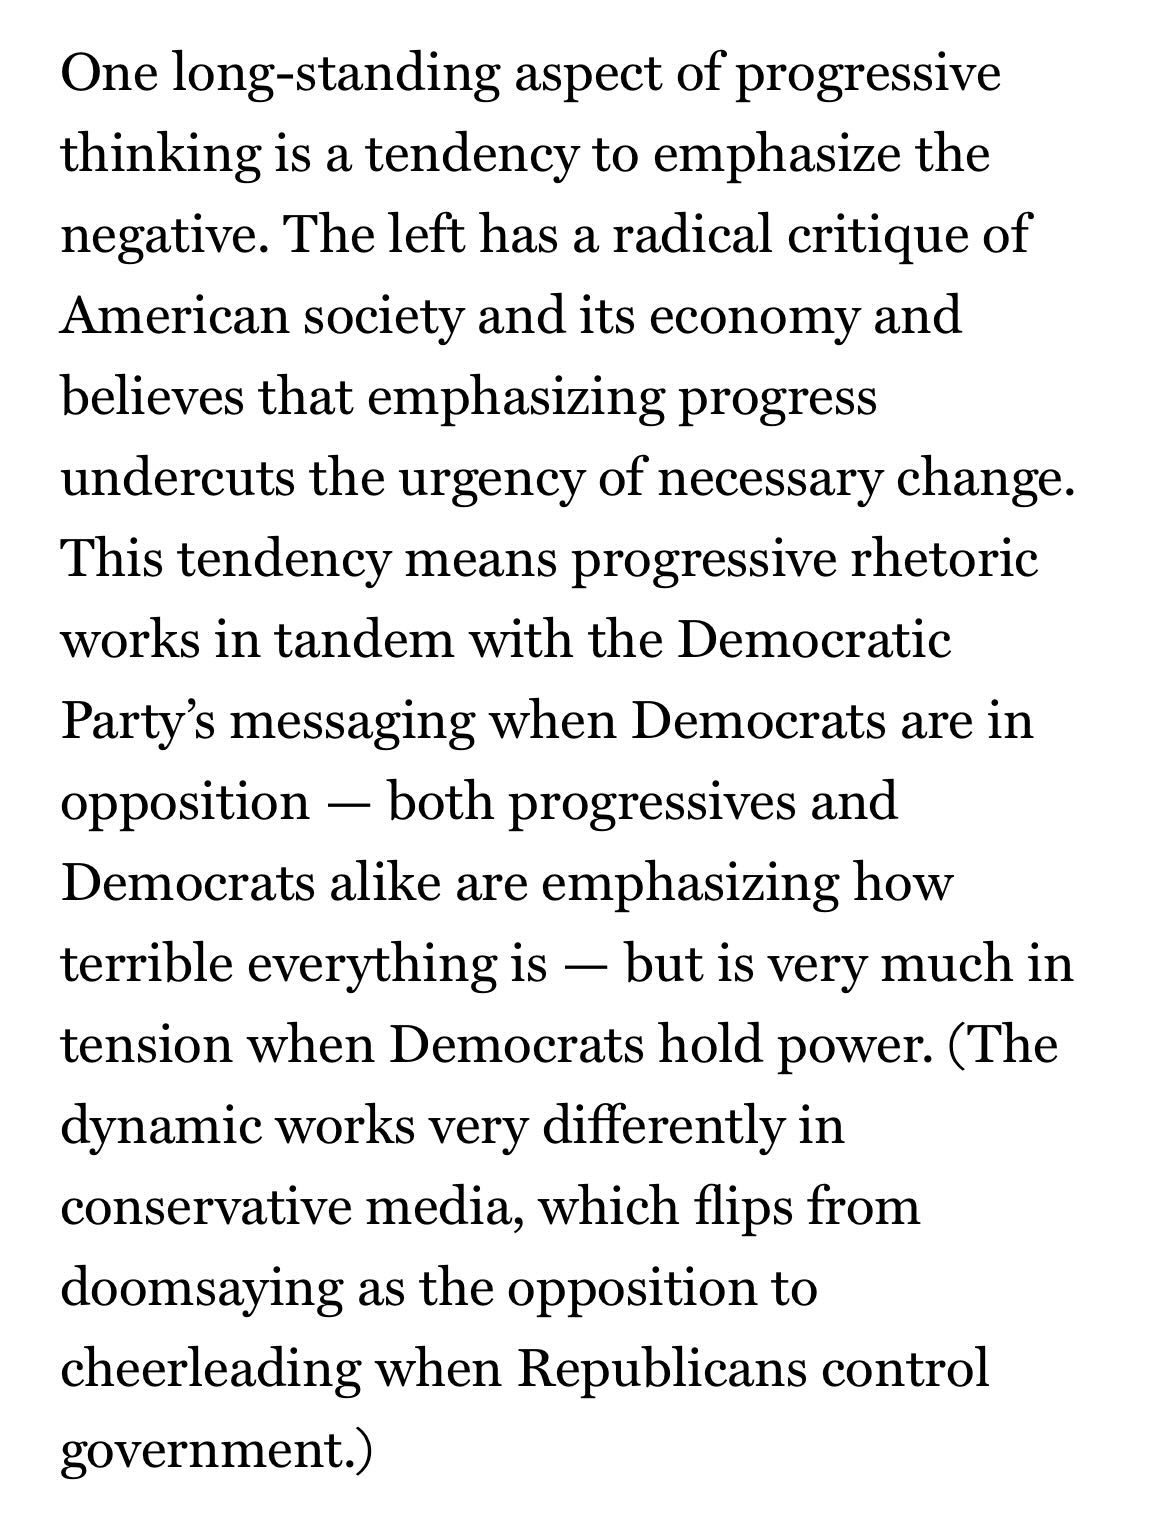 One long-standing aspect of progressive
thinking is a tendency to emphasize the
negative. The left has a radical critique of
American society and its economy and
believes that emphasizing progress
undercuts the urgency of necessary change.
This tendency means progressive rhetoric
works in tandem with the Democratic
Party’s messaging when Democrats are in
opposition — both progressives and
Democrats alike are emphasizing how
terrible everything is — but is very much in
tension when Democrats hold power. (The
dynamic works very differently in
conservative media, which flips from
doomsaying as the opposition to
cheerleading when Republicans control
government.)